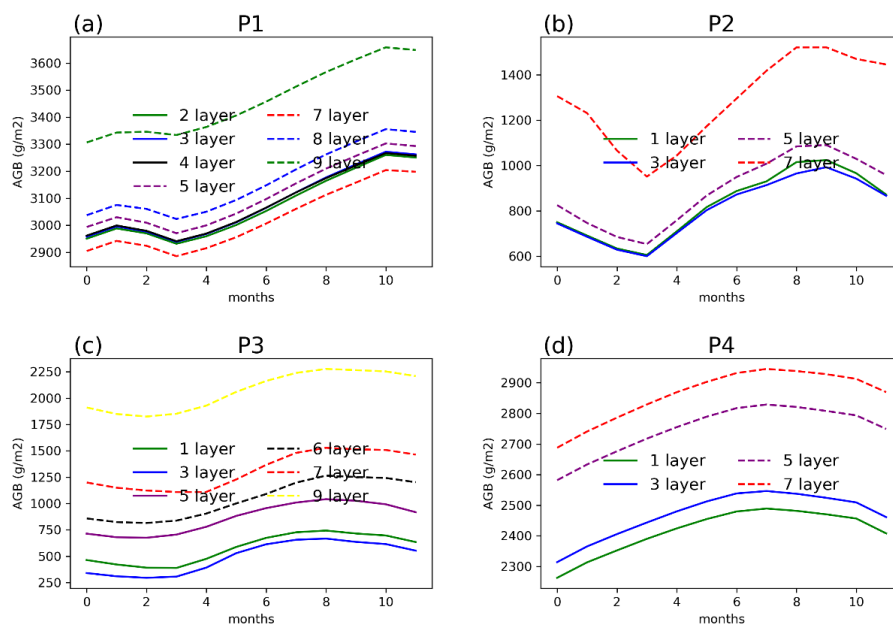 (a) P1
3600
3500
3400
3300
3200
3100
3000
2900
AGB (g/m2)
2 layer
3 layer
4 layer
5 layer
7 layer
8 layer
9 layer
0 2 4 6 8 10
months
(b) P2
1400
1200
1000
800
600
AGB (g/m2)
1 layer
3 layer
5 layer
7 layer
0 2 4 6 8 10
months
(c) P3
2250
2000
1750
1500
1250
1000
750
500
250
AGB (g/m2)
1 layer
3 layer
5 layer
6 layer
7 layer
9 layer
0 2 4 6 8 10
months
(d) P4
2900
2800
2700
2600
2500
2400
2300
AGB (g/m2)
1 layer
3 layer
5 layer
7 layer
0 2 4 6 8 10
months